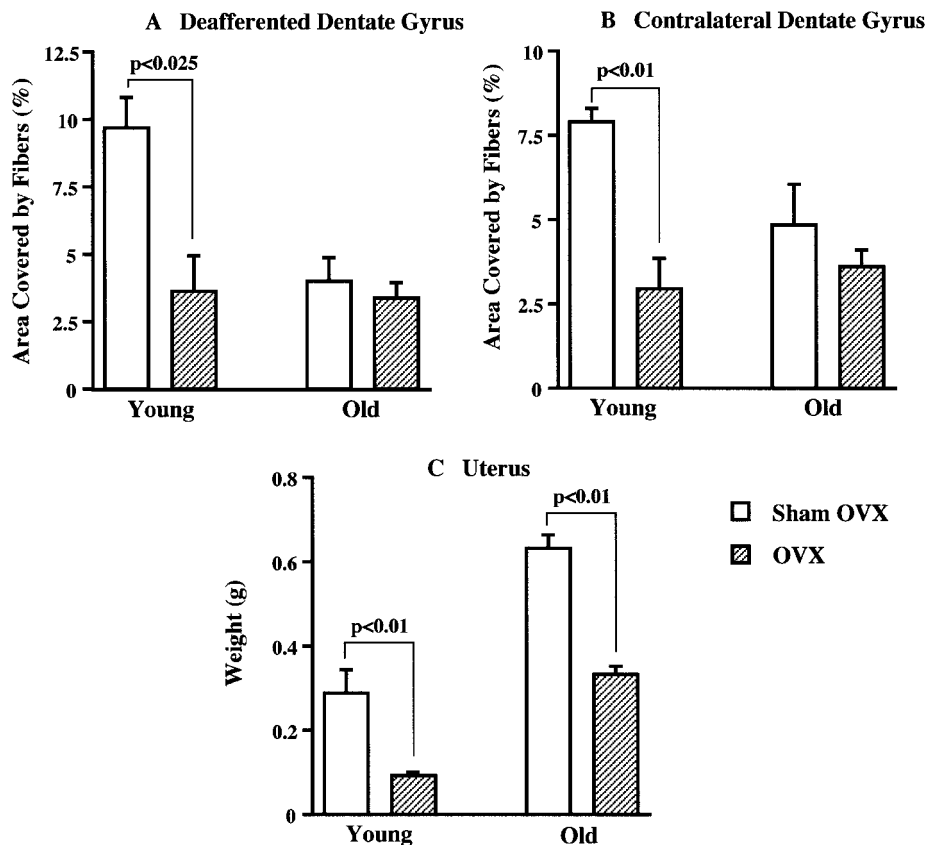 A Deafferented Dentate Gyrus
12.5
10
7.5
5
2.5
0
Area Covered by Fibers (%)
p<0.025
Young
Old
B Contralateral Dentate Gyrus
10
7.5
5
2.5
0
Area Covered by Fibers (%)
p<0.01
Young
Old
C Uterus
0.8
0.6
0.4
0.2
0
Weight (g)
p<0.01
p<0.01
Young
Old
Sham OVX
OVX